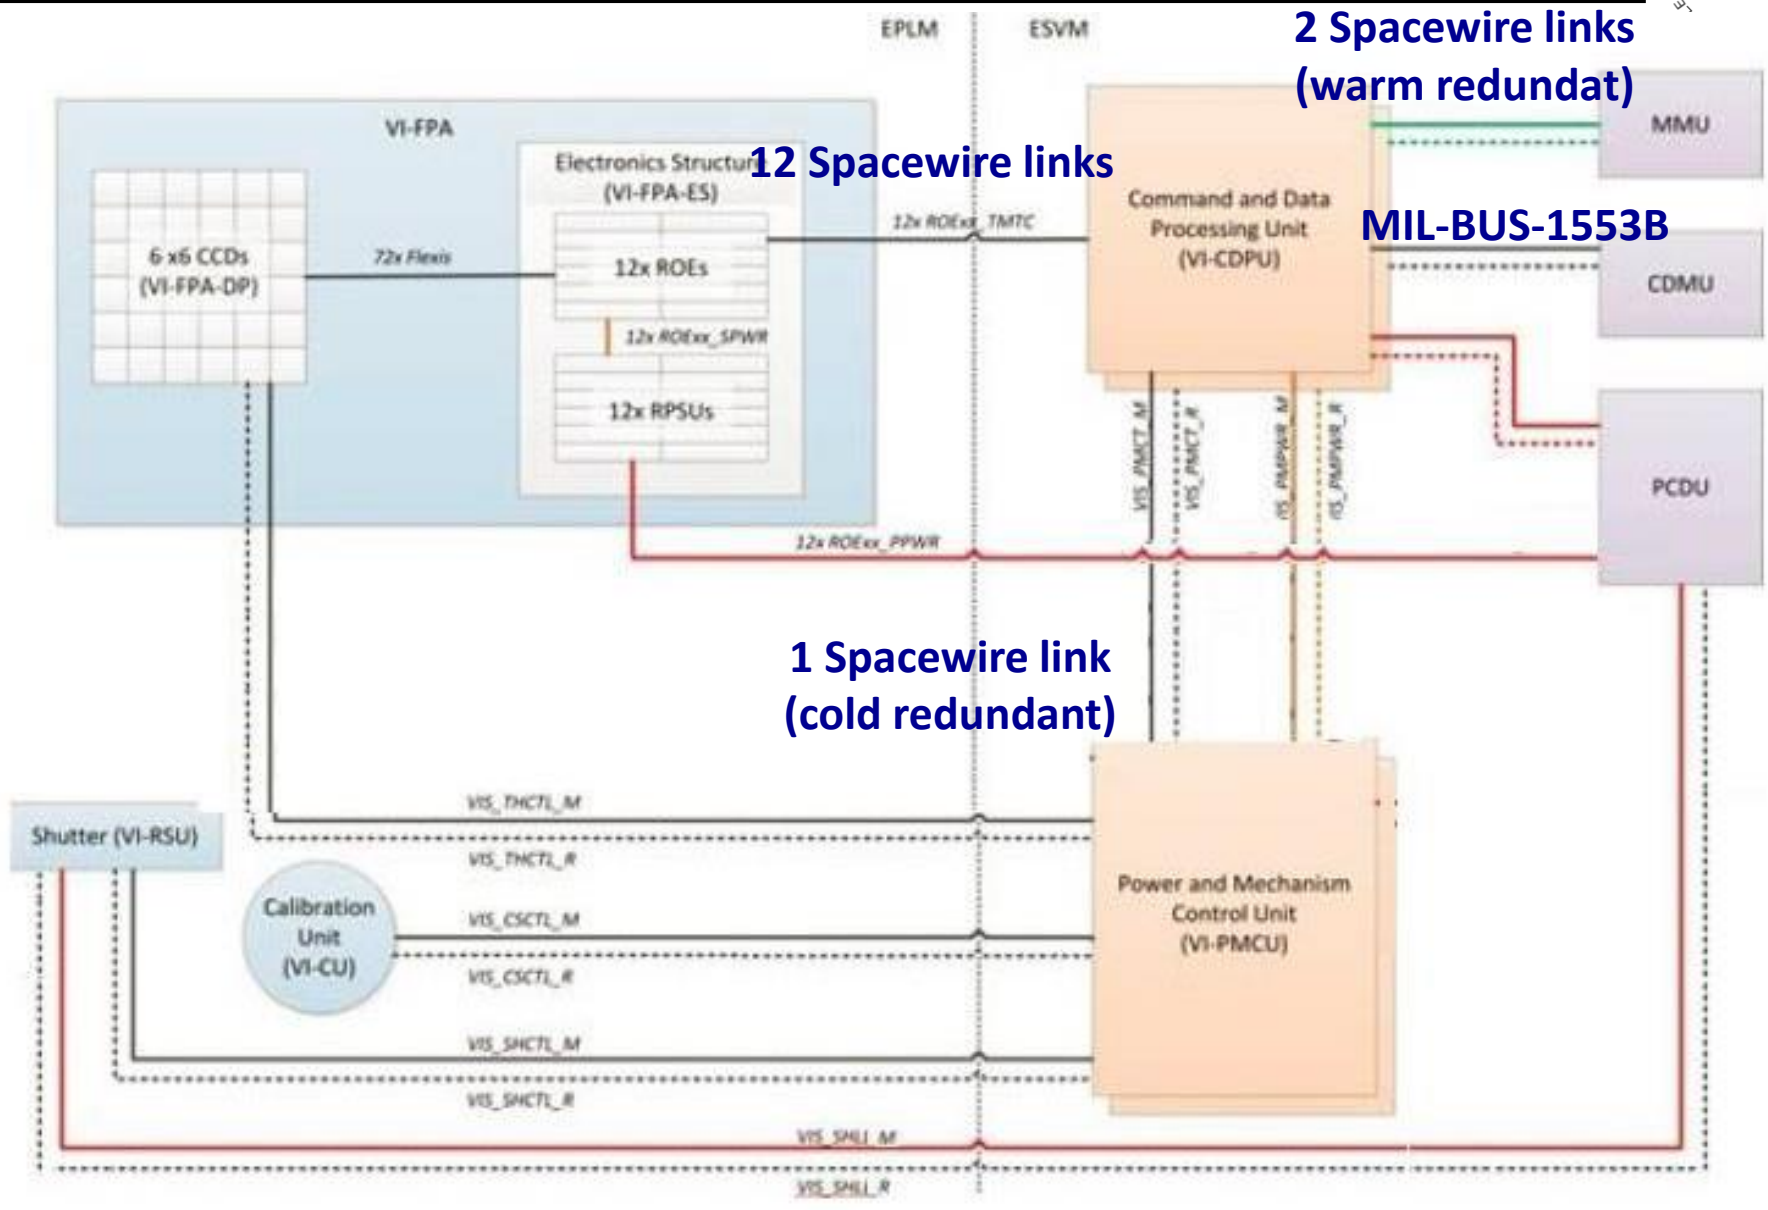 EPLM
ESVM
2 Spacewire links
(warm redundat)
MMU
VI-FPA
Electronics Structure
(VI-FPA-ES)
12 Spacewire links
12x ROExx_TMTC
Command and Data
Processing Unit
(VI-CDPU)
MIL-BUS-1553B
CDMU
6 x6 CCDs
(VI-FPA-DP)
72x Flexis
12x ROEs
12x ROExx_SPWR
12x RPSUs
VIS_PMCT_M
VIS_PMCT_R
IIS_PMPWR_M
IIS_PMPWR_R
PCDU
12x ROExx_PPWR
1 Spacewire link
(cold redundant)
VIS_THCTL_M
Shutter (VI-RSU)
VIS_THCTL_R
Calibration
Unit
(VI-CU)
VIS_CSCTL_M
VIS_CSCTL_R
Power and Mechanism
Control Unit
(VI-PMCU)
VIS_SHCTL_M
VIS_SHCTL_R
VIS_SHLI_M
VIS_SHLI_R